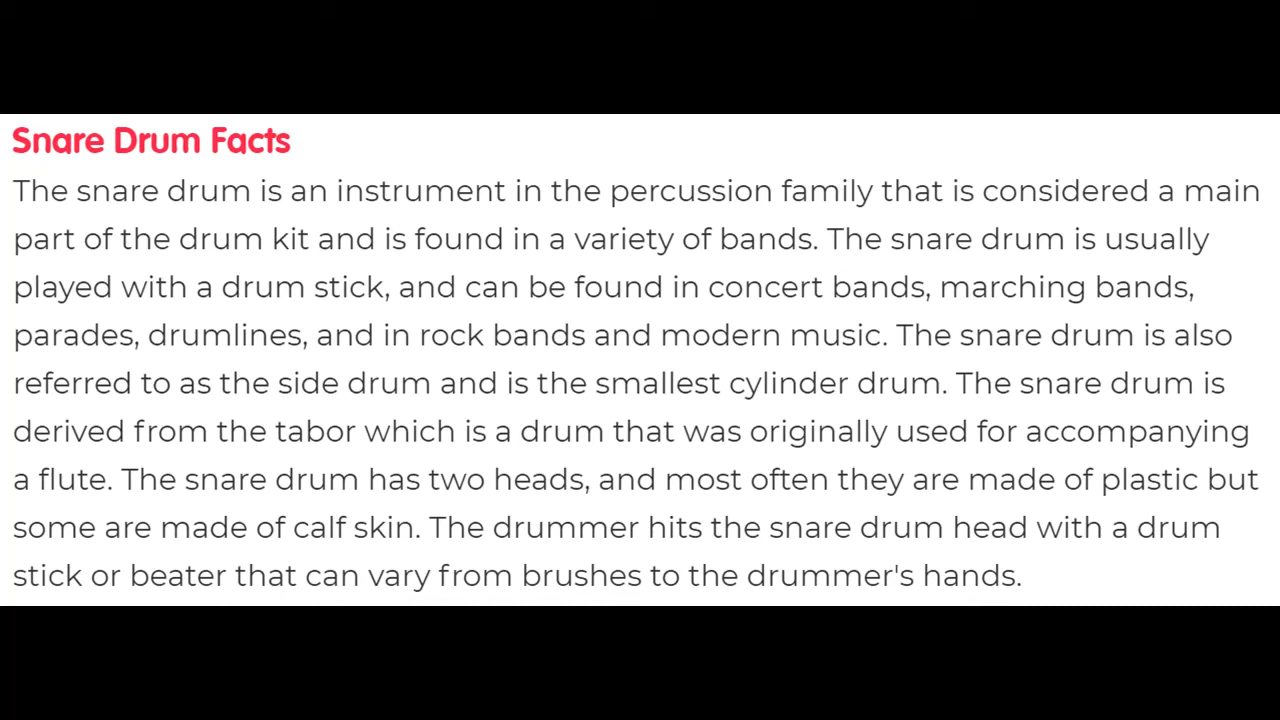 Snare Drum Facts
The snare drum is an instrument in the percussion family that is considered a main
part of the drum kit and is found in a variety of bands. The snare drum is usually
played with a drum stick, and can be found in concert bands, marching bands,
parades, drumlines, and in rock bands and modern music. The snare drum is also
referred to as the side drum and is the smallest cylinder drum. The snare drum is
derived from the tabor which is a drum that was originally used for accompanying
a flute. The snare drum has two heads, and most often they are made of plastic but
some are made of calf skin. The drummer hits the snare drum head with a drum
stick or beater that can vary from brushes to the drummer's hands.